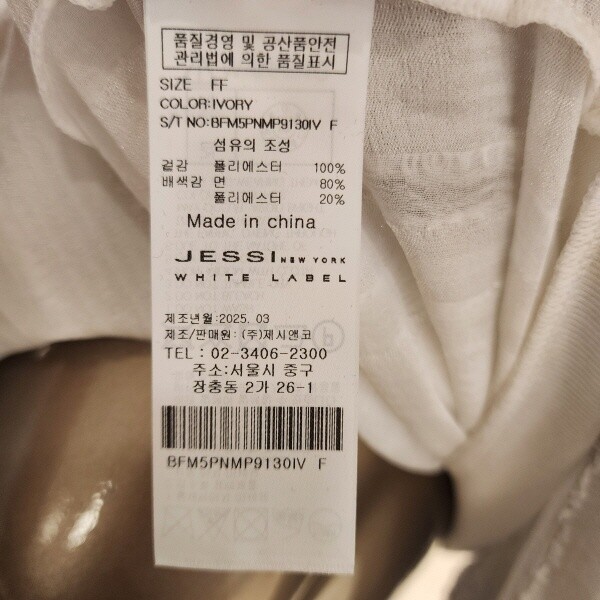 품질경영 및 공산품안전
관리법에 의한 품질표시
SIZE FF
COLOR:IVORY
S/T NO:BFM5PNMP9130IV F
섬유의 조성
겉감 폴리에스터 100%
배색감 면 80%
폴리에스터 20%
Made in china
JESSI NEW YORK
WHITE LABEL
제조년월:2025. 03
제조/판매원: (주)제시앤코
TEL : 02-3406-2300
주소:서울시 중구
장충동 2가 26-1
BFM5PNMP9130IV F